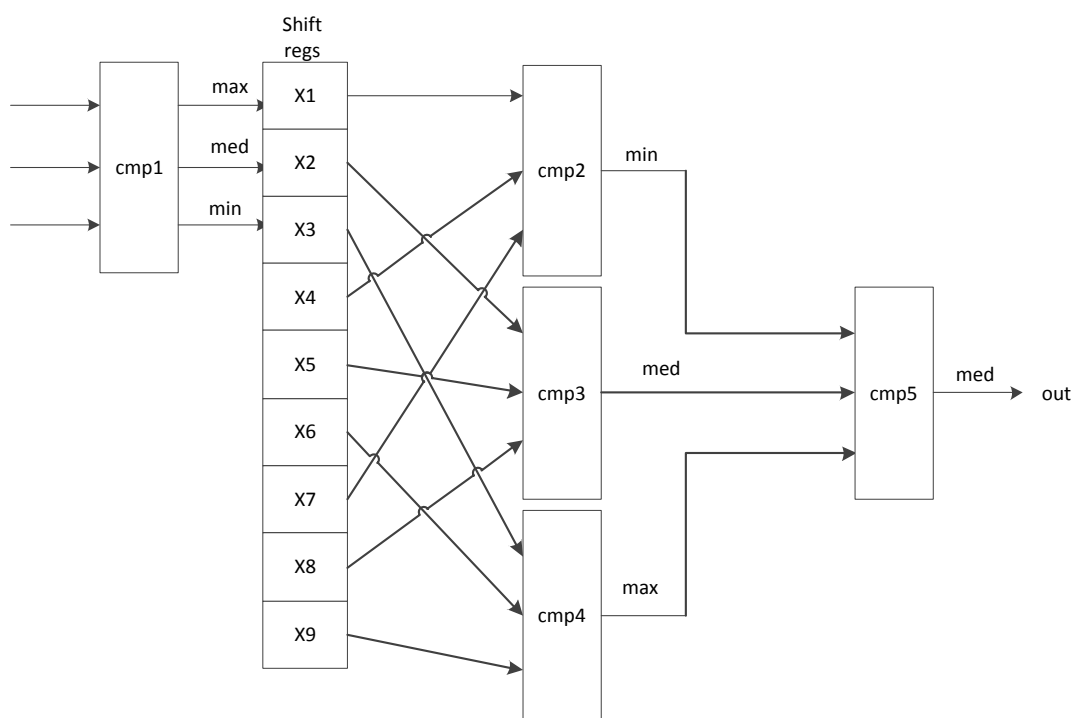 Shift
regs
cmp1
max
med
min
X1
X2
X3
X4
X5
X6
X7
X8
X9
cmp2
min
cmp3
med
cmp4
max
cmp5
med
out